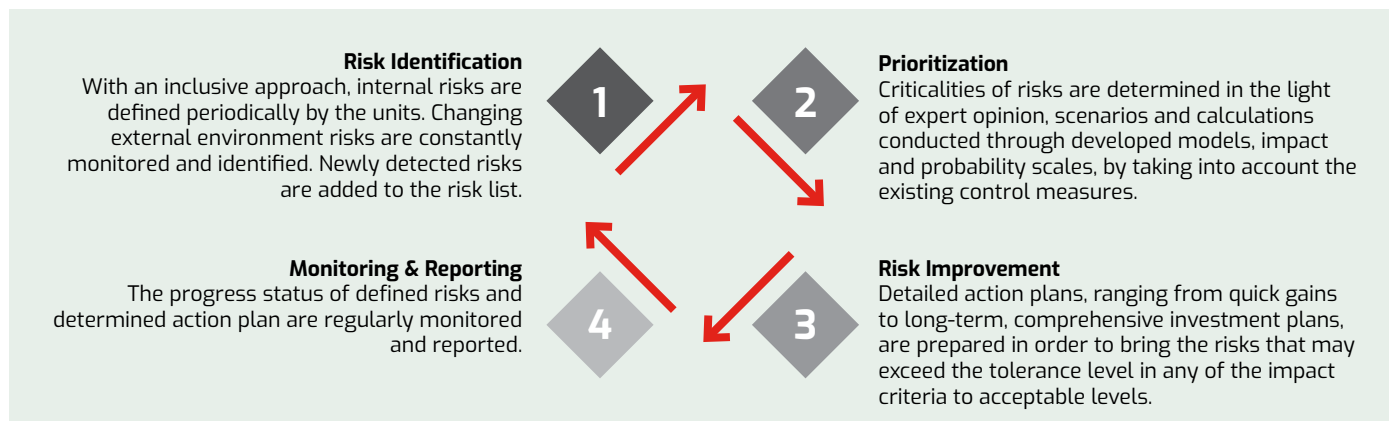 Risk Identification
With an inclusive approach, internal risks are
defined periodically by the units. Changing
external environment risks are constantly
monitored and identified. Newly detected risks
are added to the risk list.
1
2
Prioritization
Criticalities of risks are determined in the light
of expert opinion, scenarios and calculations
conducted through developed models, impact
and probability scales, by taking into account the
existing control measures.
3
Risk Improvement
Detailed action plans, ranging from quick gains
to long-term, comprehensive investment plans,
are prepared in order to bring the risks that may
exceed the tolerance level in any of the impact
criteria to acceptable levels.
Monitoring & Reporting
The progress status of defined risks and
determined action plan are regularly monitored
and reported.
4